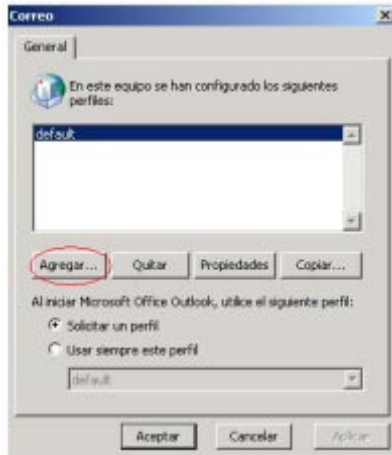 Correo
General
En este equipo se han configurado los siguientes
perfiles:
default
Agregar...
Quitar
Propiedades
Copiar...
Al iniciar Microsoft Office Outlook, utilice el siguiente perfil:
Solicitar un perfil
Usar siempre este perfil
default
Aceptar
Cancelar
Aplicar